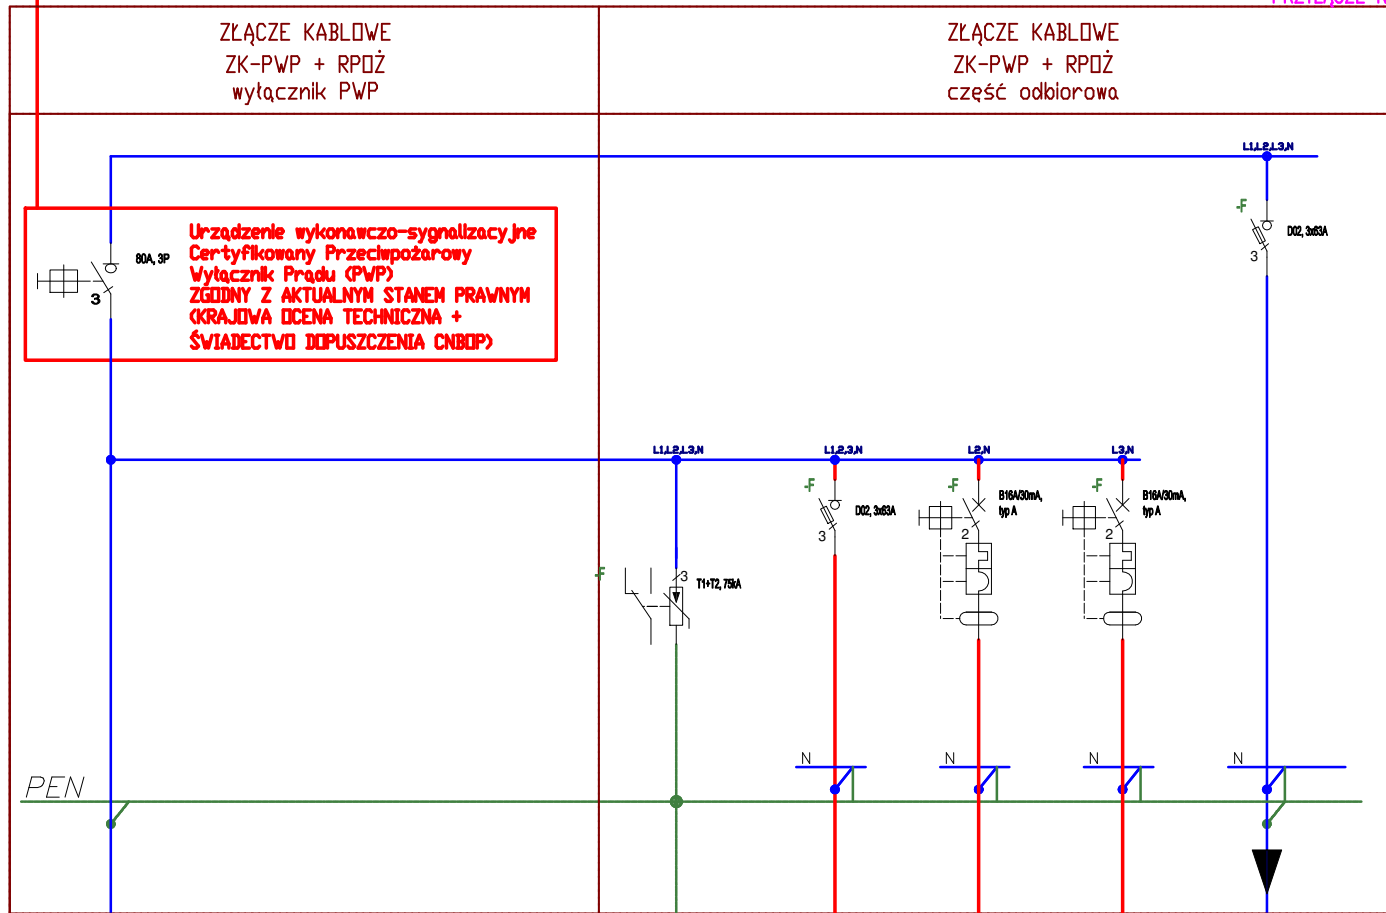 ZŁĄCZE KABLOWE
ZK-PWP + RPOŻ
wyłącznik PWP
ZŁĄCZE KABLOWE
ZK-PWP + RPOŻ
część odbiorowa
L1,L2,L3,N
-F
D02, 3x63A
3
80A, 3P
3
Urządzenie wykonawczo-sygnalizacyjne
Certyfikowany Przeciwpożarowy
Wyłącznik Prądu (PWP)
ZGODNY Z AKTUALNYM STANEM PRAWNYM
(KRAJOWA OCENA TECHNICZNA +
ŚWIADECTWO DOPUSZCZENIA CNBOP)
L1,L2,L3,N
L1,2,3,N
L2,N
L3,N
-F
D02, 3x63A
3
-F
B16A/30mA,
typ A
2
-F
B16A/30mA,
typ A
2
-F
3
T1+T2, 75kA
N
N
N
N
PEN